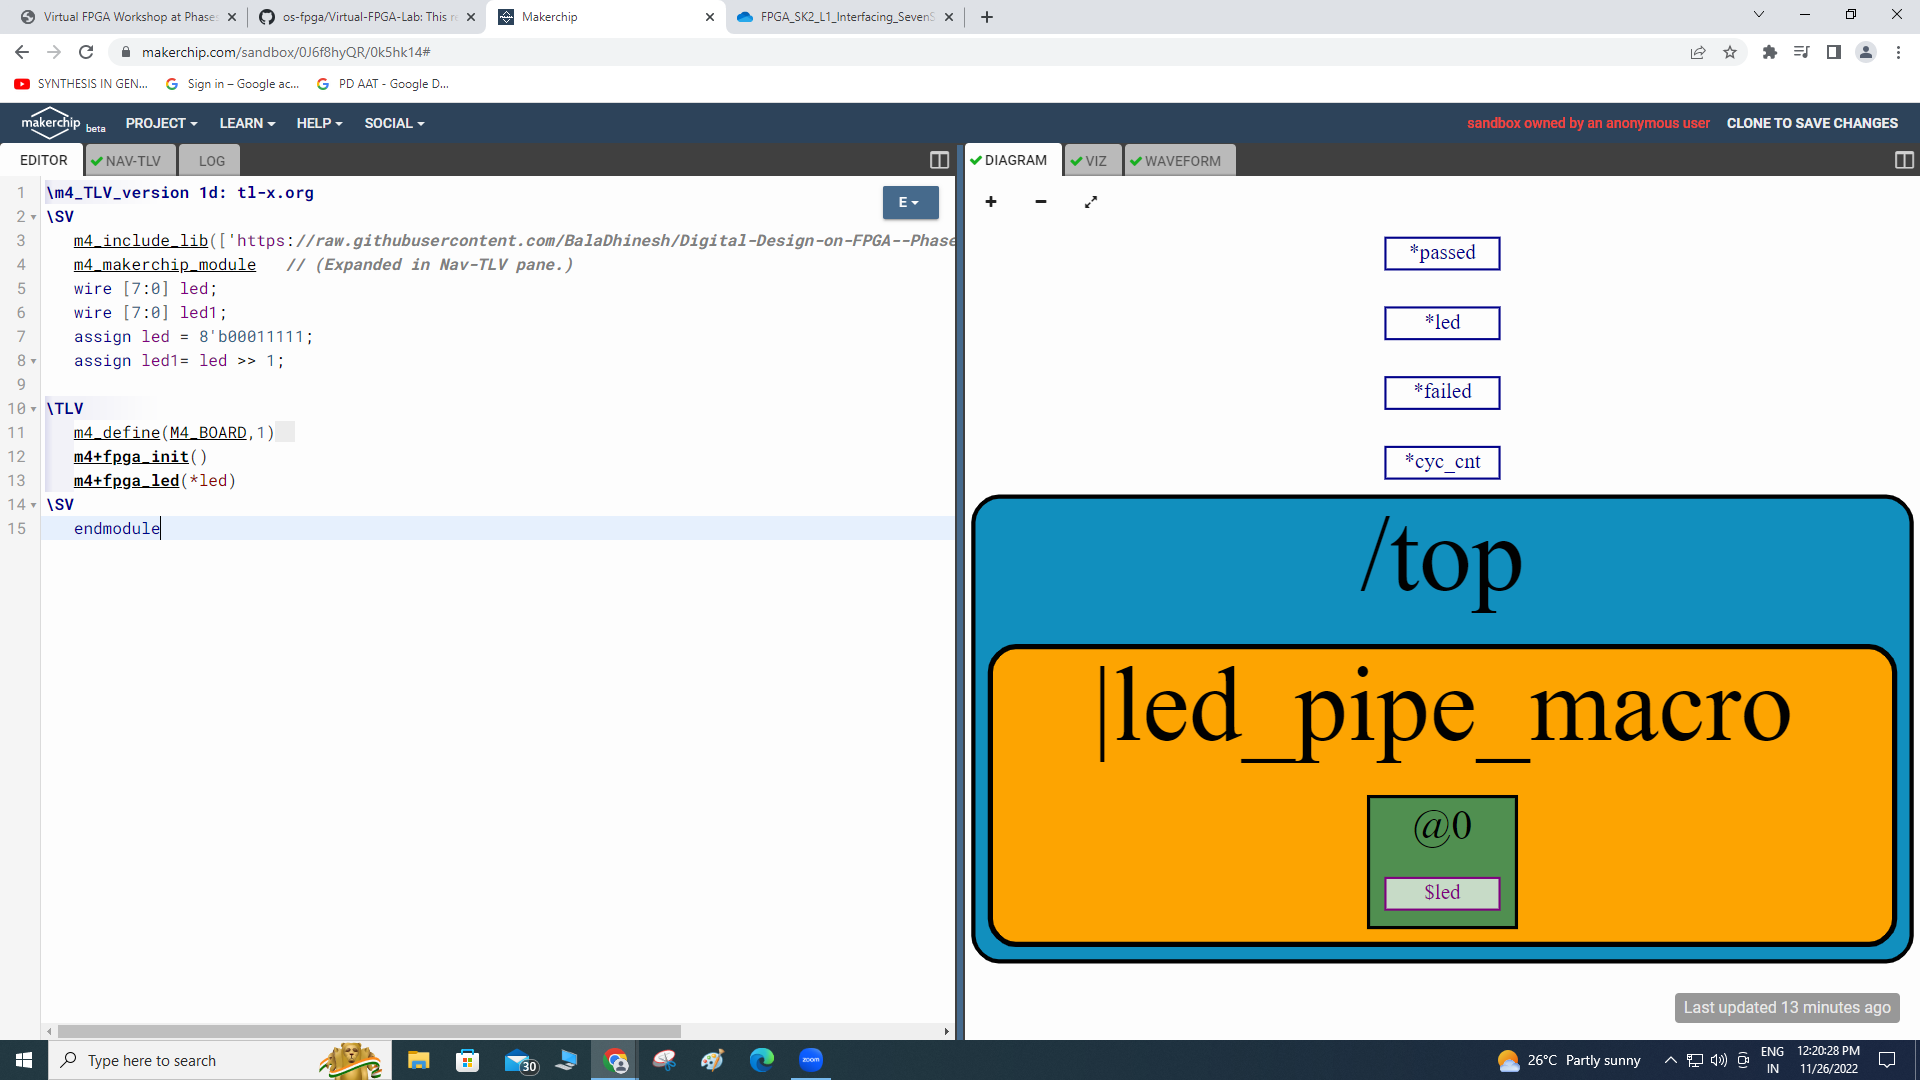 Virtual FPGA Workshop at Phases
os-fpga/Virtual-FPGA-Lab: This re
Makerchip
FPGA_SK2_L1_Interfacing_SevenS
makerchip.com/sandbox/0J6f8hyQR/0k5hk14#
SYNTHESIS IN GEN...
Sign in – Google ac...
PD AAT - Google D...
makerchip beta
PROJECT
LEARN
HELP
SOCIAL
sandbox owned by an anonymous user
CLONE TO SAVE CHANGES
EDITOR
NAV-TLV
LOG
DIAGRAM
VIZ
WAVEFORM
E
1 \m4_TLV_version 1d: tl-x.org
2 \SV
3 m4_include_lib(['https://raw.githubusercontent.com/BalaDhinesh/Digital-Design-on-FPGA--Phase
4 m4_makerchip_module // (Expanded in Nav-TLV pane.)
5 wire [7:0] led;
6 wire [7:0] led1;
7 assign led = 8'b00011111;
8 assign led1= led >> 1;
9
10 \TLV
11 m4_define(M4_BOARD,1)
12 m4+fpga_init()
13 m4+fpga_led(*led)
14 \SV
15 endmodule
*passed
*led
*failed
*cyc_cnt
/top
|led_pipe_macro
@0
$led
Last updated 13 minutes ago
Type here to search
30
zoom
26°C Partly sunny
ENG
IN
12:20:28 PM
11/26/2022